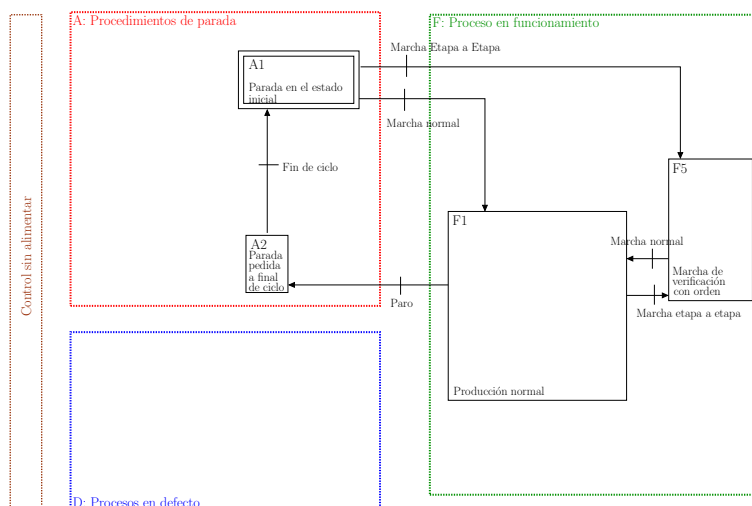 A: Procedimientos de parada
F: Proceso en funcionamiento
Marcha Etapa a Etapa
A1
Parada en el estado
inicial
Marcha normal
Fin de ciclo
F5
Control sin alimentar
F1
A2
Parada
pedida
a final
de ciclo
Marcha normal
Marcha de
verificación
con orden
Paro
Marcha etapa a etapa
Producción normal
D: Procesos en defecto